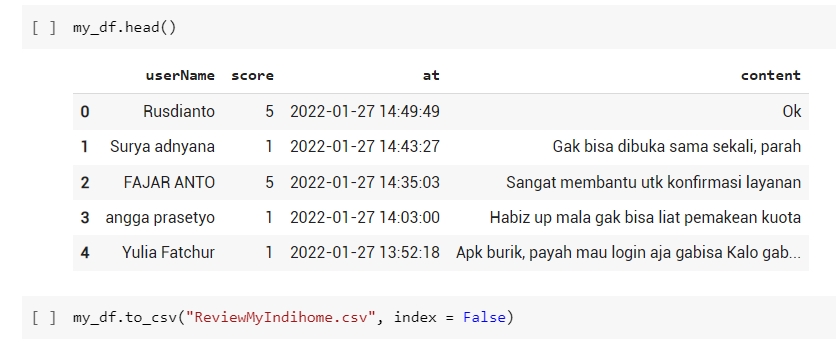 [ ] my_df.head()
userName score at content
0 Rusdianto 5 2022-01-27 14:49:49 Ok
1 Surya adnyana 1 2022-01-27 14:43:27 Gak bisa dibuka sama sekali, parah
2 FAJAR ANTO 5 2022-01-27 14:35:03 Sangat membantu utk konfirmasi layanan
3 angga prasetyo 1 2022-01-27 14:03:00 Habiz up mala gak bisa liat pemakean kuota
4 Yulia Fatchur 1 2022-01-27 13:52:18 Apk burik, payah mau login aja gabisa Kalo gab...
[ ] my_df.to_csv("ReviewMyIndihome.csv", index = False)